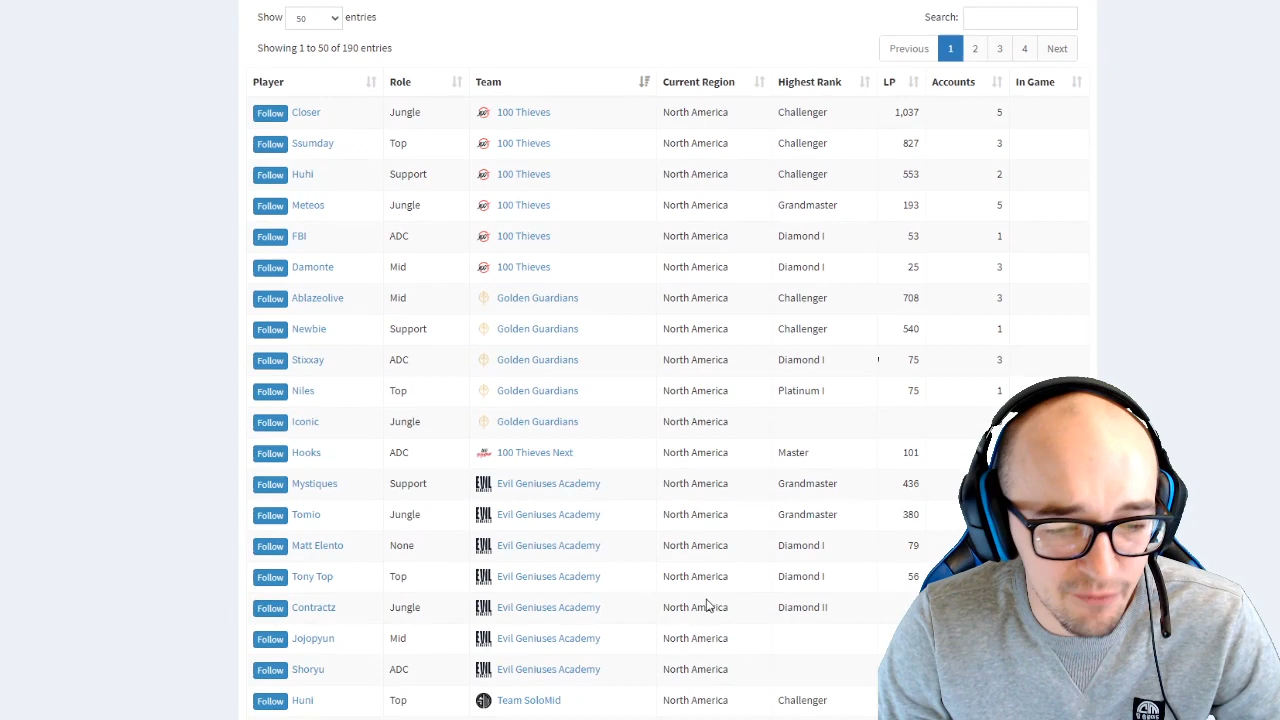 Show 50 entries Search:
Showing 1 to 50 of 190 entries Previous 1 2 3 4 Next
Player Role Team Current Region Highest Rank LP Accounts In Game
Follow Closer Jungle 100 Thieves North America Challenger 1,037 5
Follow Ssumday Top 100 Thieves North America Challenger 827 3
Follow Huhi Support 100 Thieves North America Challenger 553 2
Follow Meteos Jungle 100 Thieves North America Grandmaster 193 5
Follow FBI ADC 100 Thieves North America Diamond I 53 1
Follow Damonte Mid 100 Thieves North America Diamond I 25 3
Follow Ablazeolive Mid Golden Guardians North America Challenger 708 3
Follow Newbie Support Golden Guardians North America Challenger 540 1
Follow Stixxay ADC Golden Guardians North America Diamond I 75 3
Follow Niles Top Golden Guardians North America Platinum I 75 1
Follow Iconic Jungle Golden Guardians North America
Follow Hooks ADC 100 Thieves Next North America Master 101
Follow Mystiques Support EVIL Evil Geniuses Academy North America Grandmaster 436
Follow Tomio Jungle EVIL Evil Geniuses Academy North America Grandmaster 380
Follow Matt Elento None EVIL Evil Geniuses Academy North America Diamond I 79
Follow Tony Top Top EVIL Evil Geniuses Academy North America Diamond I 56
Follow Contractz Jungle EVIL Evil Geniuses Academy North America Diamond II
Follow Jojopyun Mid EVIL Evil Geniuses Academy North America
Follow Shoryu ADC EVIL Evil Geniuses Academy North America
Follow Huni Top Team SoloMid North America Challenger